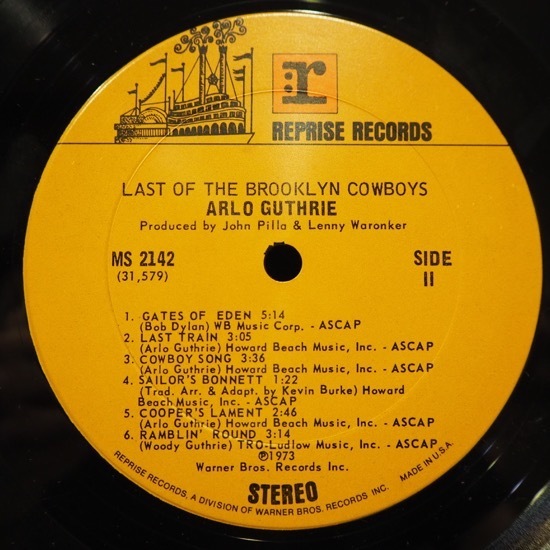 :r
REPRISE RECORDS
LAST OF THE BROOKLYN COWBOYS
ARLO GUTHRIE
Produced by John Pilla & Lenny Waronker
MS 2142
(31,579)
SIDE
II
1. GATES OF EDEN 5:14
(Bob Dylan) WB Music Corp. - ASCAP
2. LAST TRAIN 3:05
(Arlo Guthrie) Howard Beach Music, Inc. - ASCAP
3. COWBOY SONG 3:36
(Arlo Guthrie) Howard Beach Music, Inc. - ASCAP
4. SAILOR'S BONNETT 1:22
(Trad. Arr. & Adapt. by Kevin Burke) Howard
Beach Music, Inc. - ASCAP
5. COOPER'S LAMENT 2:46
(Arlo Guthrie) Howard Beach Music, Inc. - ASCAP
6. RAMBLIN' ROUND 3:14
(Woody Guthrie) TRO-Ludlow Music, Inc. - ASCAP
℗1973
Warner Bros. Records Inc.
STEREO
REPRISE RECORDS, A DIVISION OF WARNER BROS. RECORDS INC. MADE IN U.S.A.